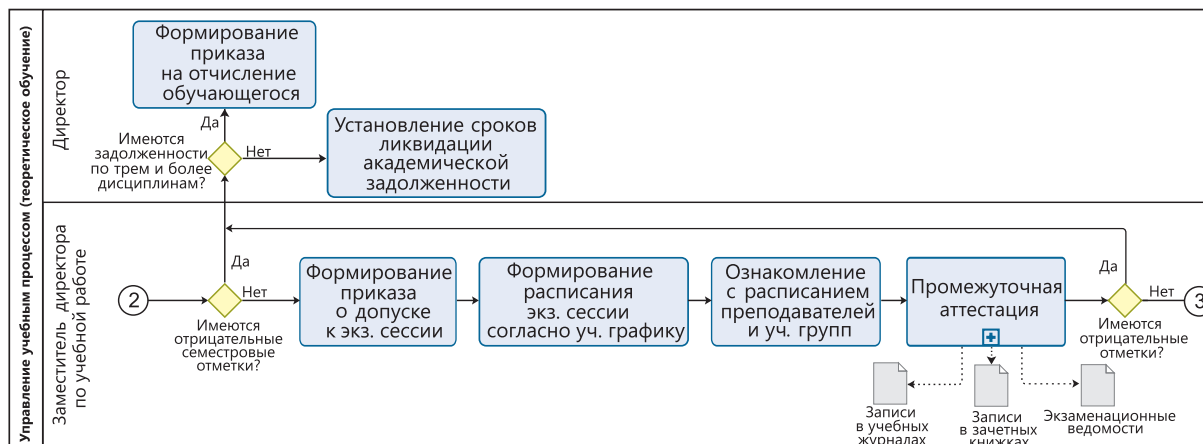 Управление учебным процессом (теоретическое обучение)
Директор
Формирование
приказа
на отчисление
обучающегося
Да
Имеются
задолженности
по трем и более
дисциплинам?
Нет
Установление сроков
ликвидации
академической
задолженности
Заместитель директора
по учебной работе
2
Да
Нет
Имеются
отрицательные
семестровые
отметки?
Формирование
приказа
о допуске
к экз. сессии
Формирование
расписания
экз. сессии
согласно уч. графику
Ознакомление
с расписанием
преподавателей
и уч. групп
Промежуточная
аттестация
Да
Нет
3
Имеются
отрицательные
отметки?
Записи
в учебных
журналах
Записи
в зачетных
книжках
Экзаменационные
ведомости